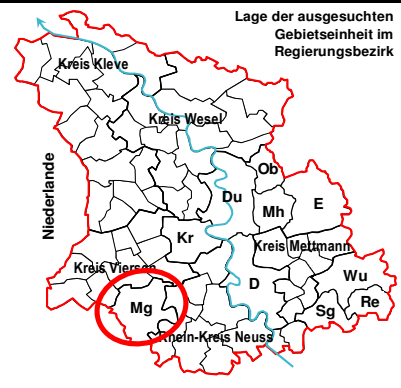 Lage der ausgesuchten
Gebietseinheit im
Regierungsbezirk
Kreis Kleve
Kreis Wesel
Niederlande
Ob
Du
Mh
E
Kr
Kreis Mettmann
Kreis Viersen
Wu
Mg
D
Sg
Re
Rhein-Kreis Neuss